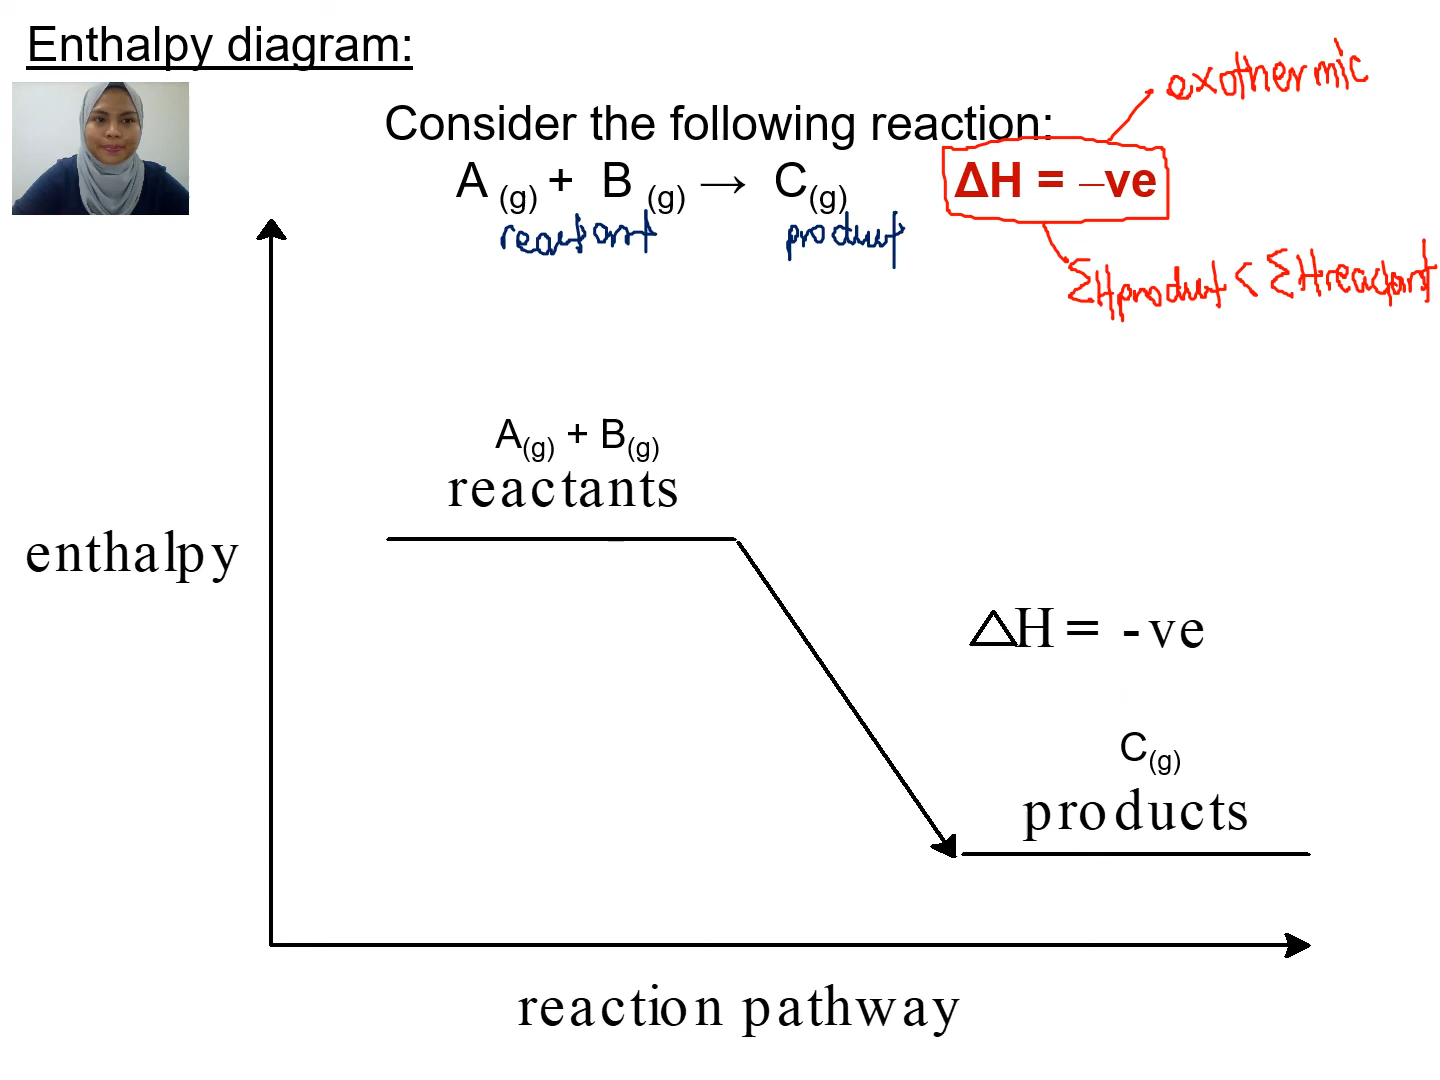 Enthalpy diagram:
exothermic
Consider the following reaction:
A (g) + B (g) → C(g) ΔH = –ve
reactant product
ΣHproduct < ΣHreactant
A(g) + B(g)
reactants
enthalpy
△H = -ve
C(g)
products
reaction pathway